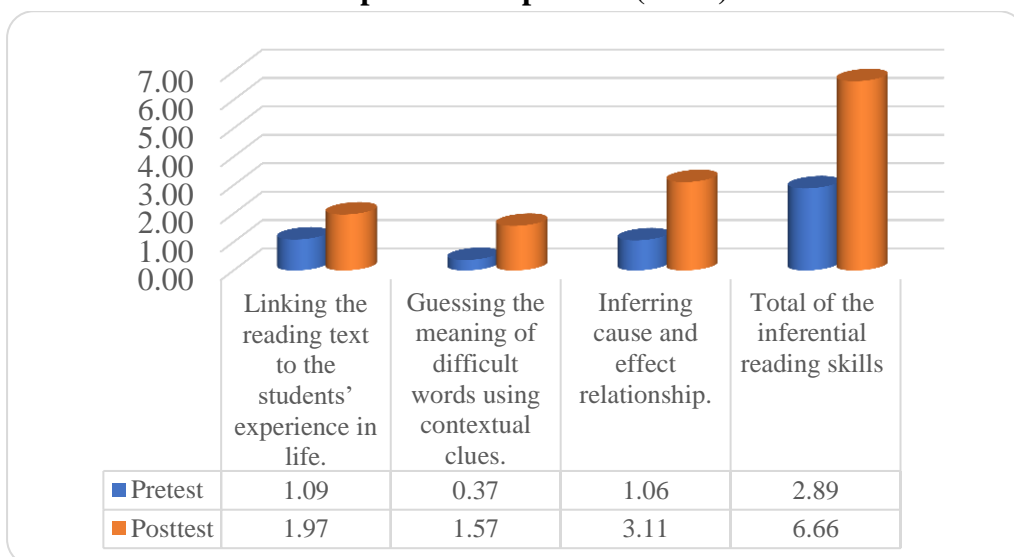 7.00
6.00
5.00
4.00
3.00
2.00
1.00
0.00
Linking the
reading text
to the
students’
experience in
life.
Guessing the
meaning of
difficult
words using
contextual
clues.
Inferring
cause and
effect
relationship.
Total of the
inferential
reading skills
Pretest 1.09 0.37 1.06 2.89
Posttest 1.97 1.57 3.11 6.66